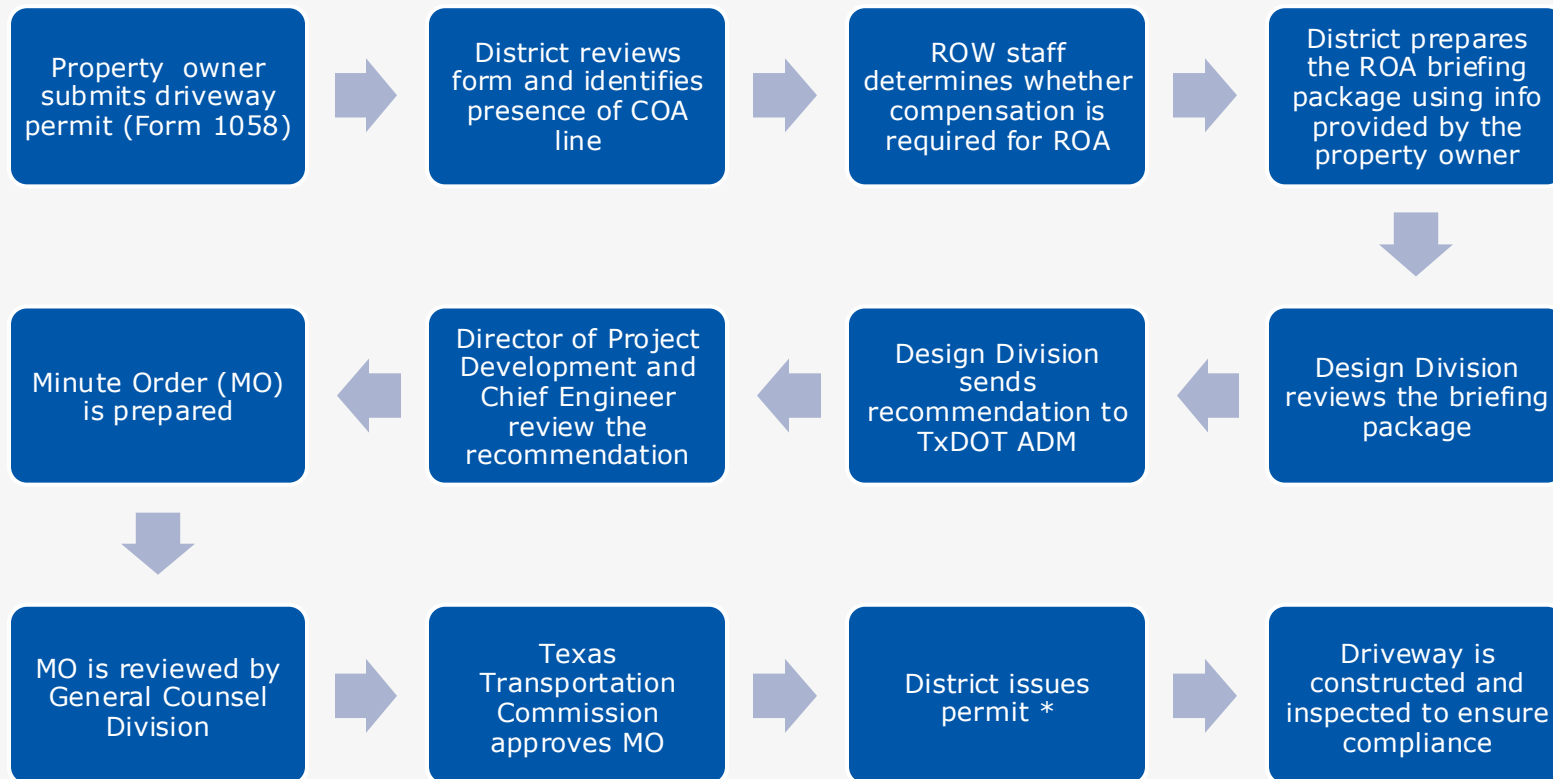 Property owner
submits driveway
permit (Form 1058)
District reviews
form and identifies
presence of COA
line
ROW staff
determines whether
compensation is
required for ROA
District prepares
the ROA briefing
package using info
provided by the
property owner
Design Division
reviews the briefing
package
Design Division
sends
recommendation to
TxDOT ADM
Director of Project
Development and
Chief Engineer
review the
recommendation
Minute Order (MO)
is prepared
MO is reviewed by
General Counsel
Division
Texas
Transportation
Commission
approves MO
District issues
permit *
Driveway is
constructed and
inspected to ensure
compliance